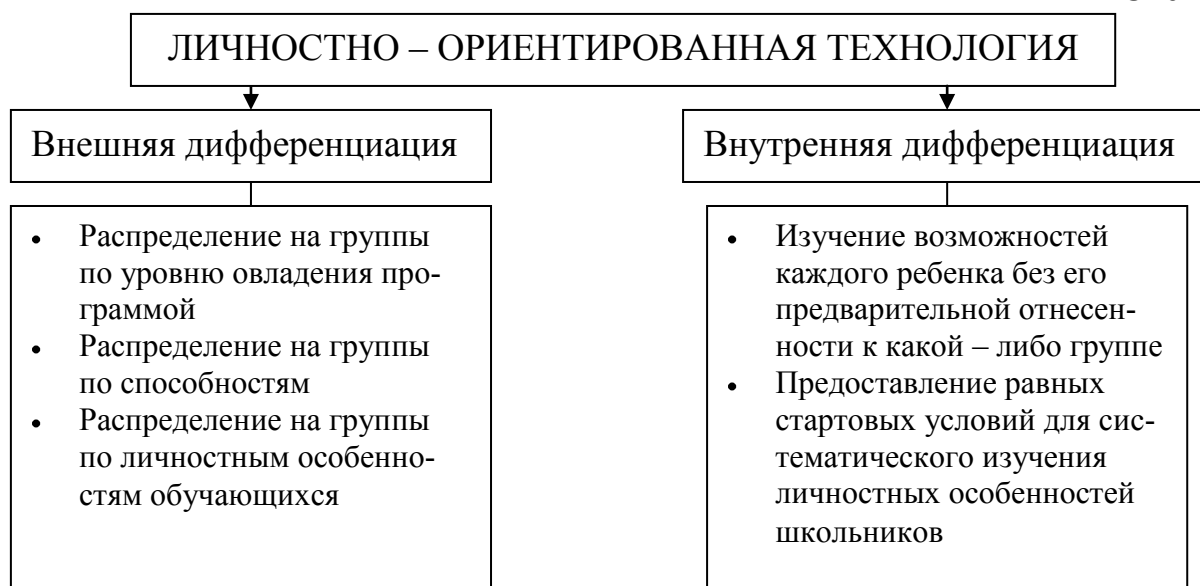 ЛИЧНОСТНО – ОРИЕНТИРОВАННАЯ ТЕХНОЛОГИЯ
Внешняя дифференциация
• Распределение на группы
по уровню овладения про-
граммой
• Распределение на группы
по способностям
• Распределение на группы
по личностным особенно-
стям обучающихся
Внутренняя дифференциация
• Изучение возможностей
каждого ребенка без его
предварительной отнесен-
ности к какой – либо группе
• Предоставление равных
стартовых условий для сис-
тематического изучения
личностных особенностей
школьников